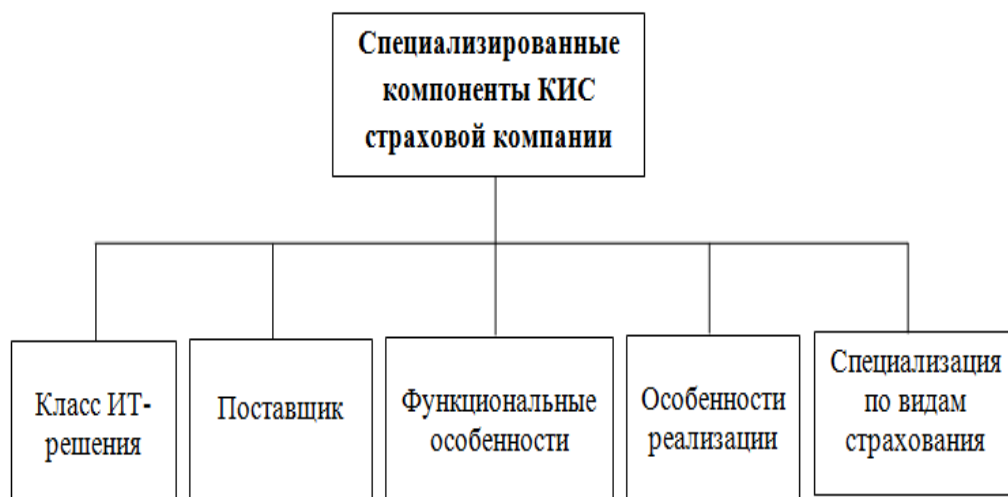 Специализированные
компоненты КИС
страховой компании
Класс ИТ-
решения
Поставщик
Функциональные
особенности
Особенности
реализации
Специализация
по видам
страхования